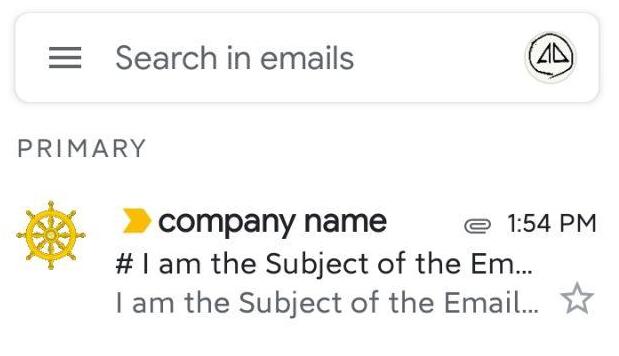 Search in emails
PRIMARY
company name 1:54 PM
# I am the Subject of the Em...
I am the Subject of the Email...